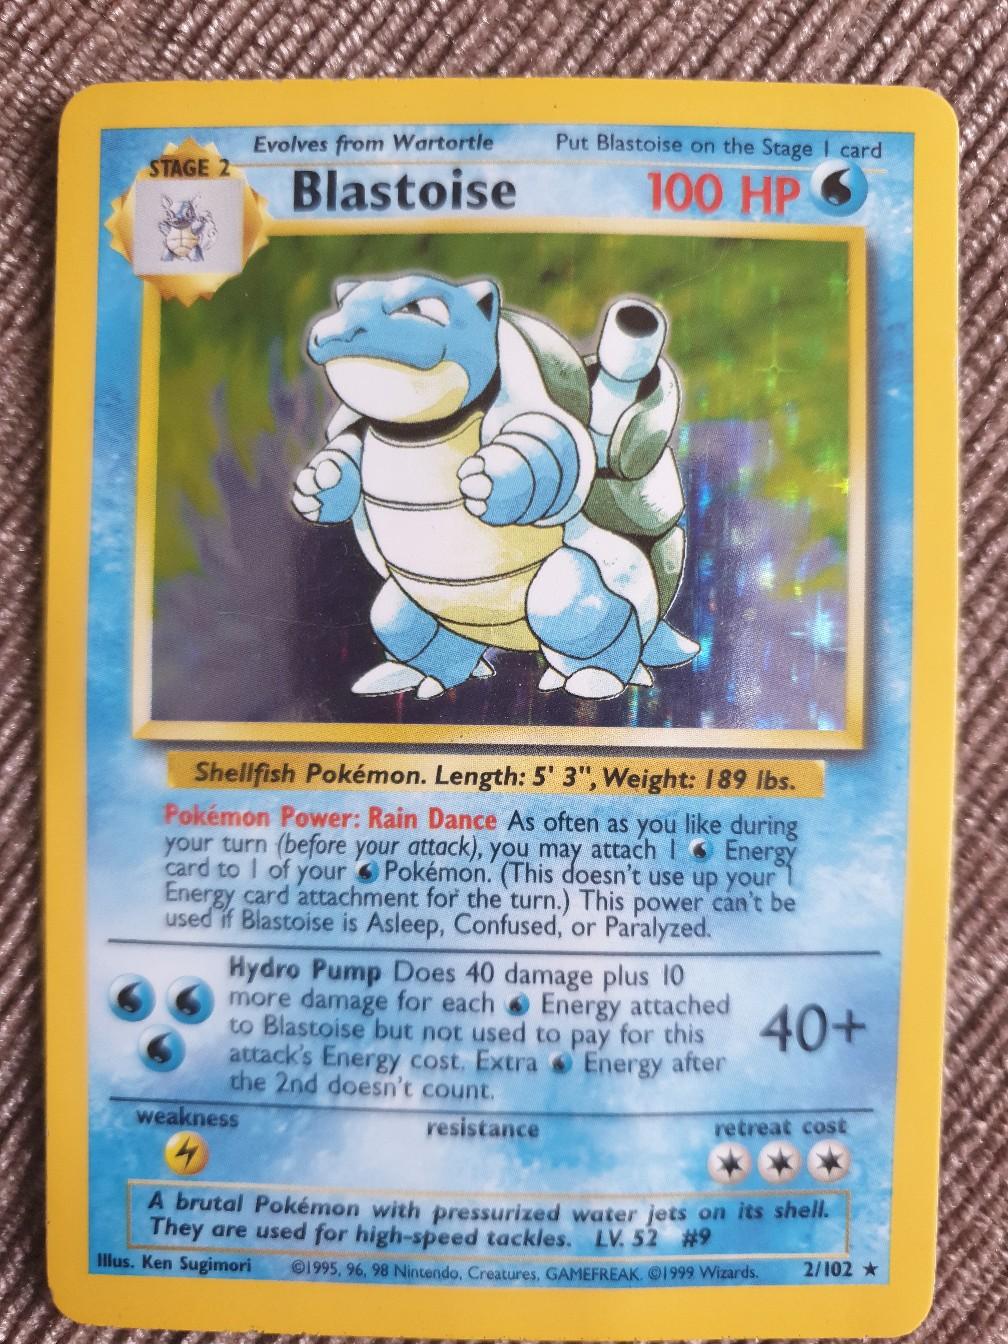 Evolves from Wartortle Put Blastoise on the Stage 1 card
STAGE 2
Blastoise 100 HP
Shellfish Pokémon. Length: 5' 3", Weight: 189 lbs.
Pokémon Power: Rain Dance As often as you like during
your turn (before your attack), you may attach 1 Energy
card to 1 of your Pokémon. (This doesn't use up your 1
Energy card attachment for the turn.) This power can't be
used if Blastoise is Asleep, Confused, or Paralyzed.
Hydro Pump Does 40 damage plus 10
more damage for each Energy attached
to Blastoise but not used to pay for this
attack's Energy cost. Extra Energy after
the 2nd doesn't count.
40+
weakness resistance retreat cost
A brutal Pokémon with pressurized water jets on its shell.
They are used for high-speed tackles. LV. 52 #9
Illus. Ken Sugimori ©1995, 96, 98 Nintendo, Creatures, GAMEFREAK. ©1999 Wizards. 2/102 ★